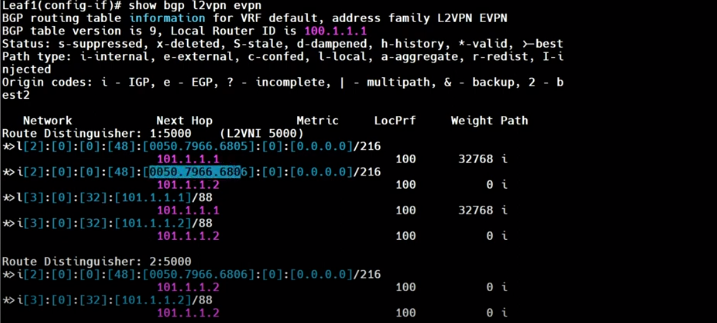 Leaf1(config-if)# show bgp l2vpn evpn
BGP routing table information for VRF default, address family L2VPN EVPN
BGP table version is 9, Local Router ID is 100.1.1.1
Status: s-suppressed, x-deleted, S-stale, d-dampened, h-history, *-valid, >-best
Path type: i-internal, e-external, c-confed, l-local, a-aggregate, r-redist, I-i
njected
Origin codes: i - IGP, e - EGP, ? - incomplete, | - multipath, & - backup, 2 - b
est2
Network Next Hop Metric LocPrf Weight Path
Route Distinguisher: 1:5000 (L2VNI 5000)
*>l[2]:[0]:[0]:[48]:[0050.7966.6805]:[0]:[0.0.0.0]/216
101.1.1.1 100 32768 i
*>i[2]:[0]:[0]:[48]:[0050.7966.6806]:[0]:[0.0.0.0]/216
101.1.1.2 100 0 i
*>l[3]:[0]:[32]:[101.1.1.1]/88
101.1.1.1 100 32768 i
*>i[3]:[0]:[32]:[101.1.1.2]/88
101.1.1.2 100 0 i
Route Distinguisher: 2:5000
*>i[2]:[0]:[0]:[48]:[0050.7966.6806]:[0]:[0.0.0.0]/216
101.1.1.2 100 0 i
*>i[3]:[0]:[32]:[101.1.1.2]/88
101.1.1.2 100 0 i